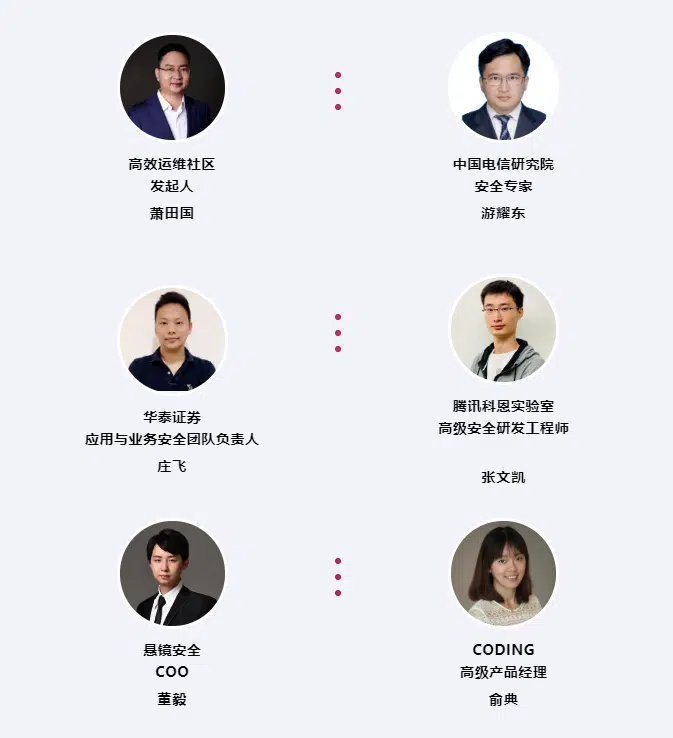 高效运维社区
发起人
萧田国
中国电信研究院
安全专家
游耀东
华泰证券
应用与业务安全团队负责人
庄飞
腾讯科恩实验室
高级安全研发工程师
张文凯
悬镜安全
COO
董毅
CODING
高级产品经理
俞典